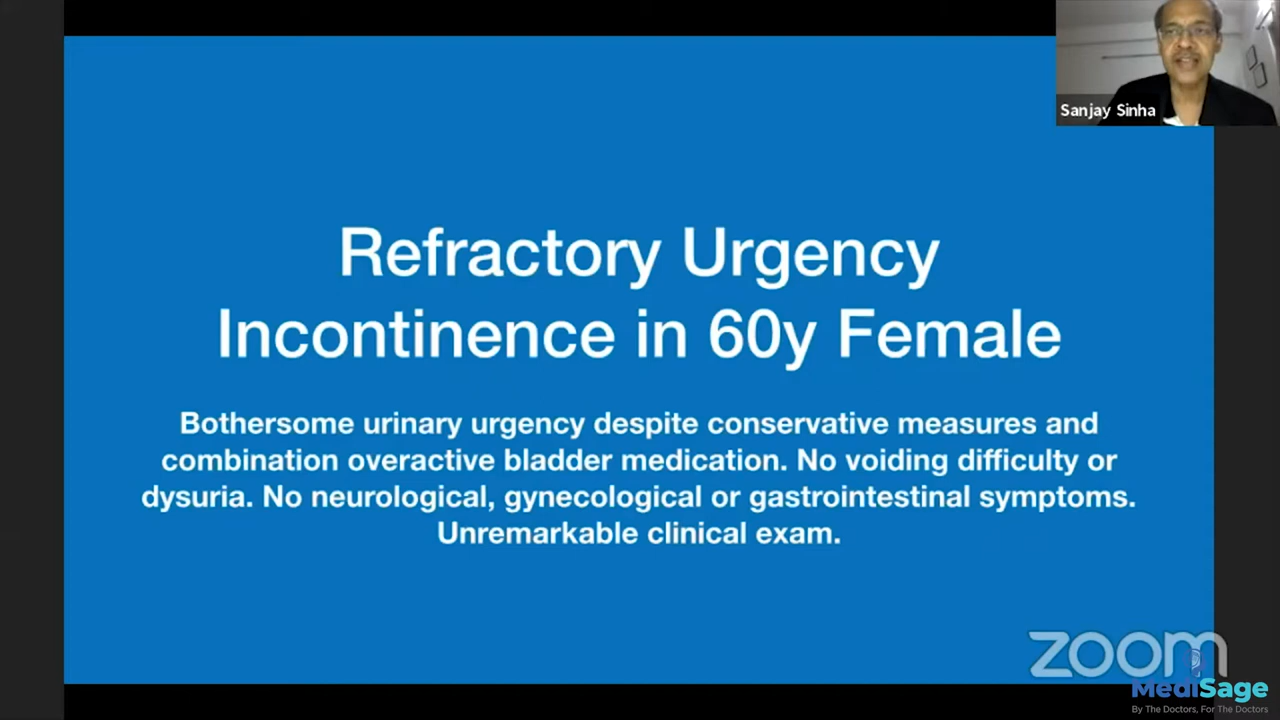 Sanjay Sinha
Refractory Urgency
Incontinence in 60y Female
Bothersome urinary urgency despite conservative measures and
combination overactive bladder medication. No voiding difficulty or
dysuria. No neurological, gynecological or gastrointestinal symptoms.
Unremarkable clinical exam.
zoom
MediSage
By The Doctors, For The Doctors